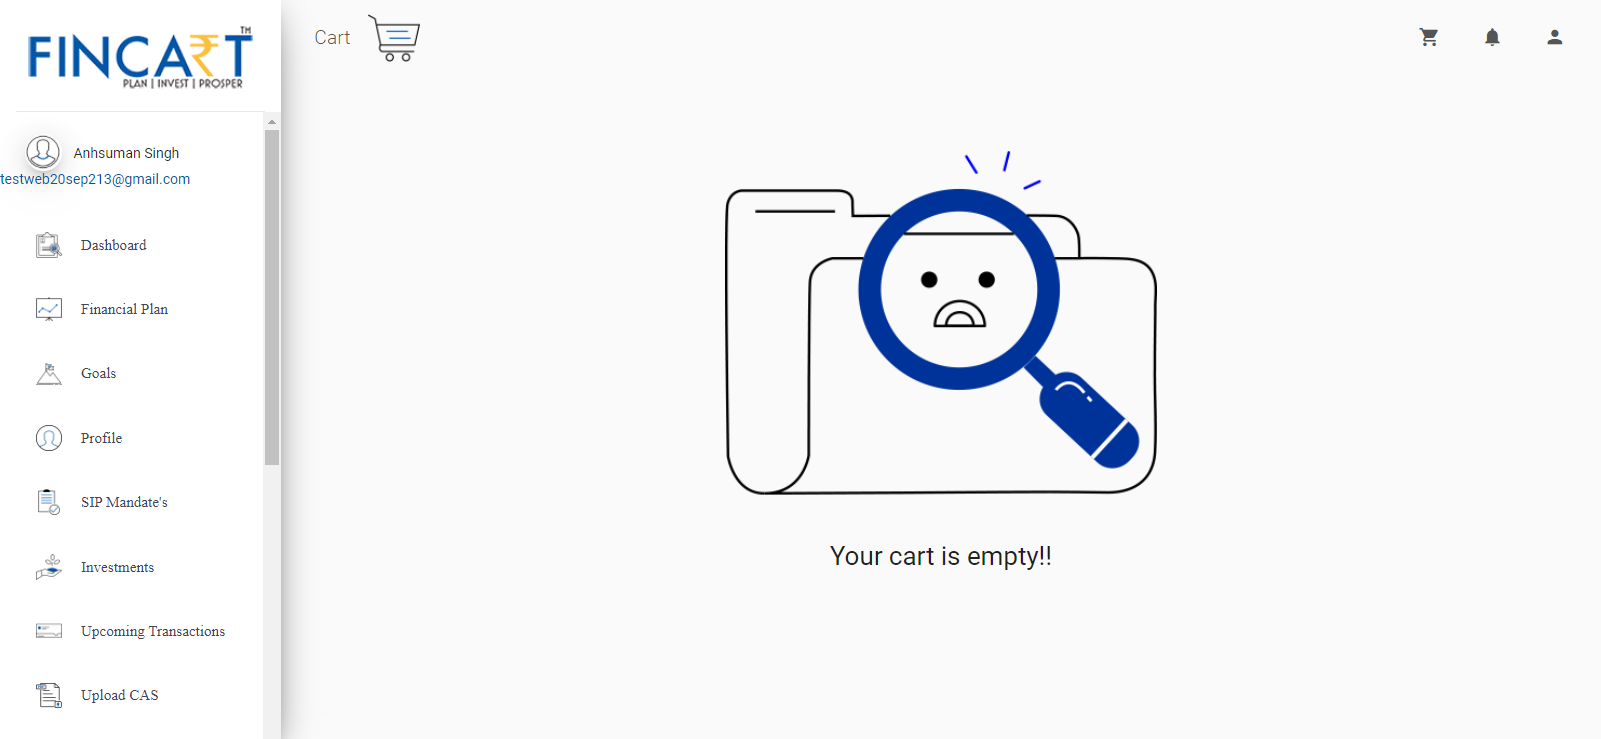 FINCART TM
PLAN | INVEST | PROSPER
Cart
Anhsuman Singh
testweb20sep213@gmail.com
Dashboard
Financial Plan
Goals
Profile
SIP Mandate's
Investments
Upcoming Transactions
Upload CAS
Your cart is empty!!